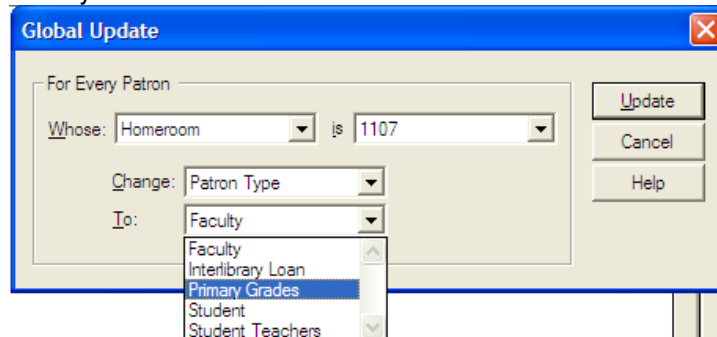 Global Update
For Every Patron
Whose: Homeroom is 1107
Change: Patron Type
To: Faculty
Faculty
Interlibrary Loan
Primary Grades
Student
Student Teachers
Update
Cancel
Help